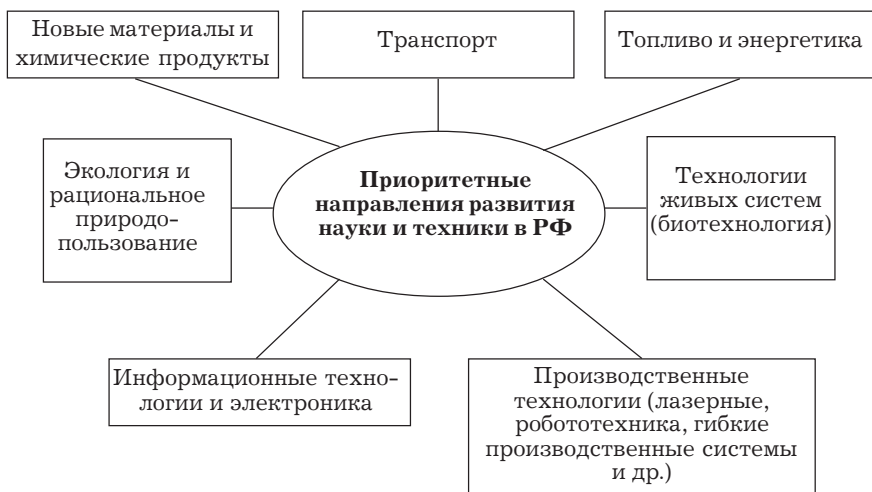 Новые материалы и
химические продукты
Транспорт
Топливо и энергетика
Экология и
рациональное
природо-
пользование
Приоритетные
направления развития
науки и техники в РФ
Технологии
живых систем
(биотехнология)
Информационные техно-
логии и электроника
Производственные
технологии (лазерные,
робототехника, гибкие
производственные системы
и др.)